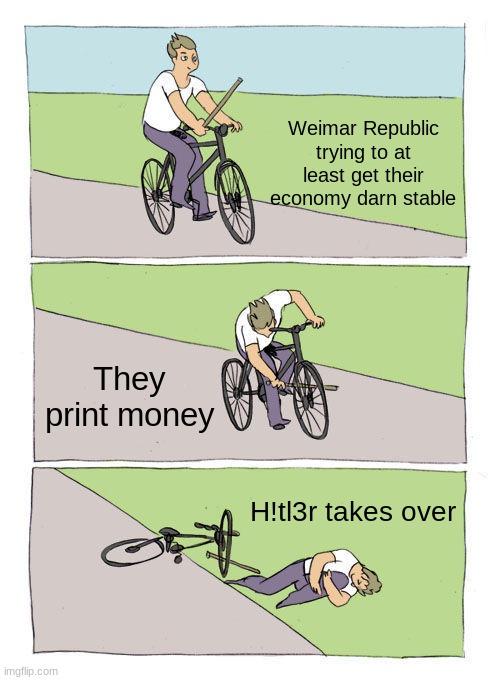 Weimar Republic
trying to at
least get their
economy darn stable
They
print money
H!tl3r takes over
imgflip.com